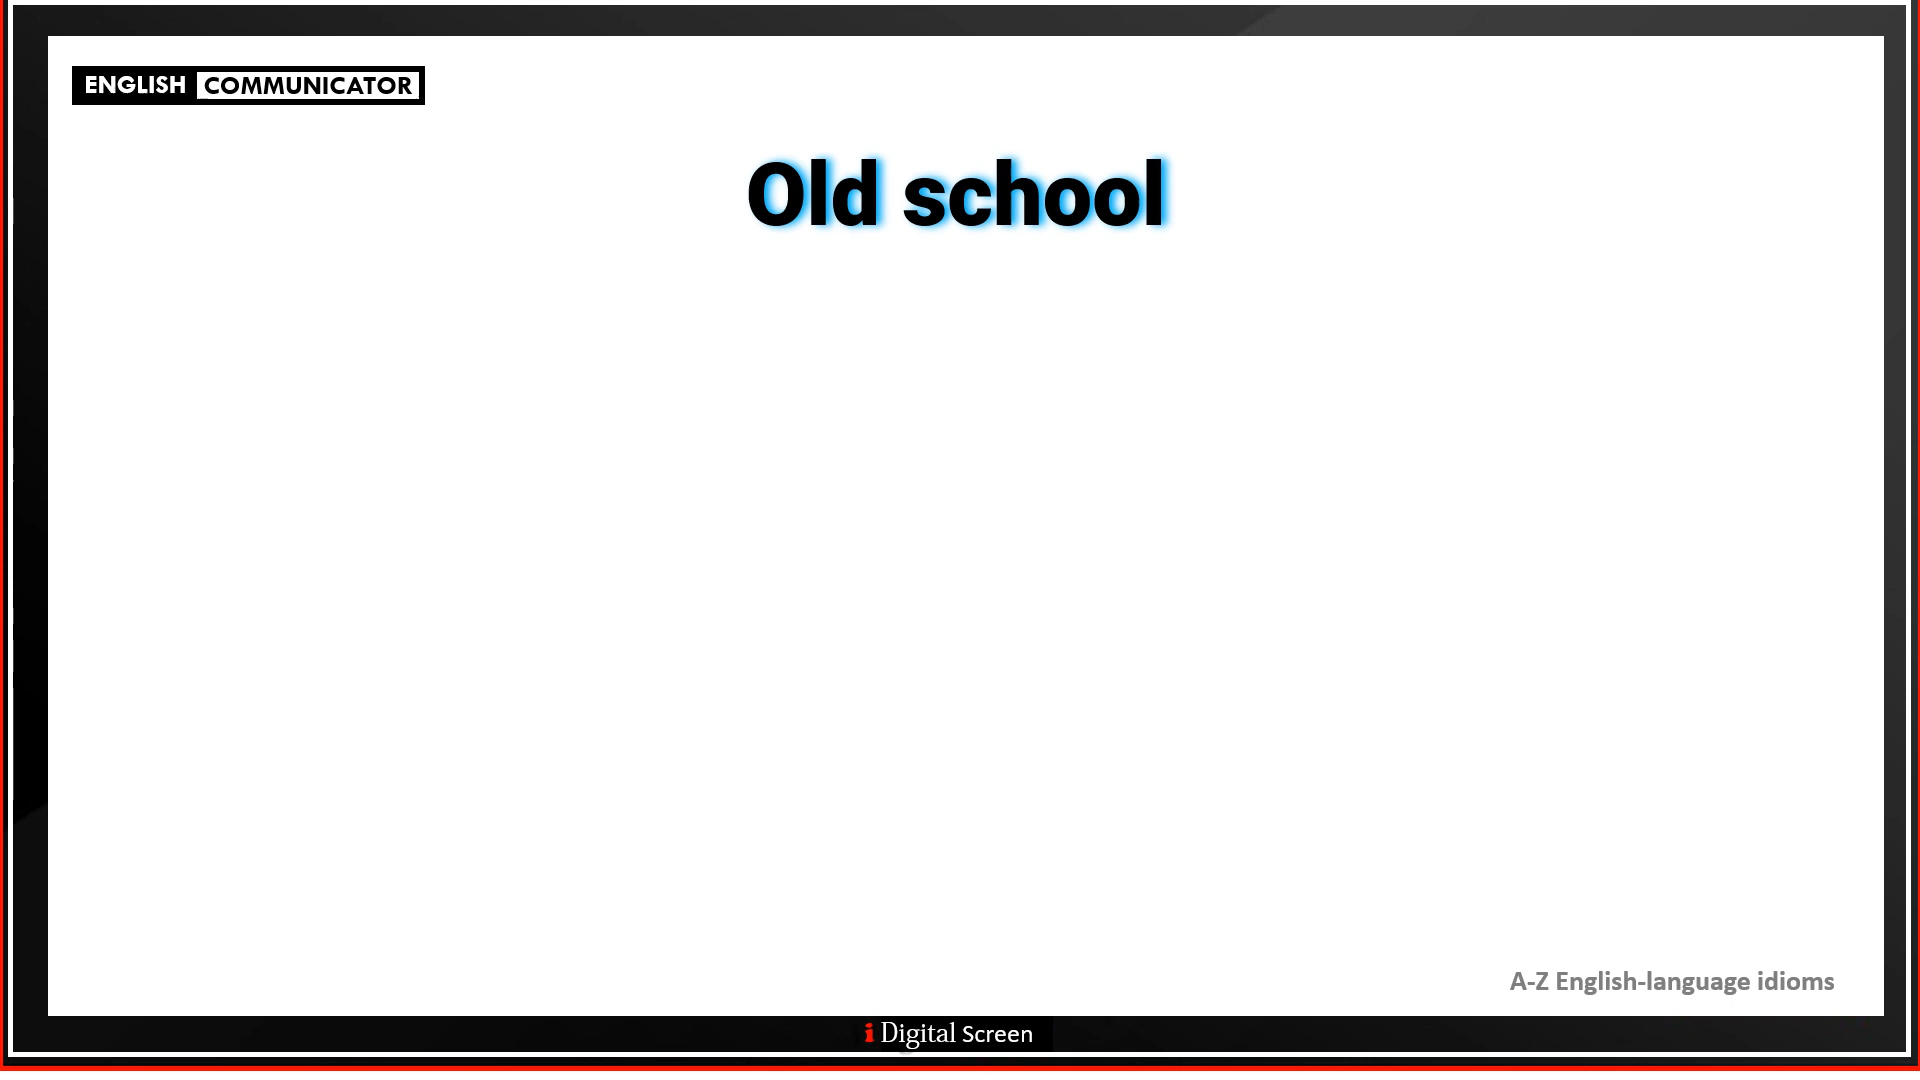 ENGLISH COMMUNICATOR
Old school
A-Z English-language idioms
i Digital Screen